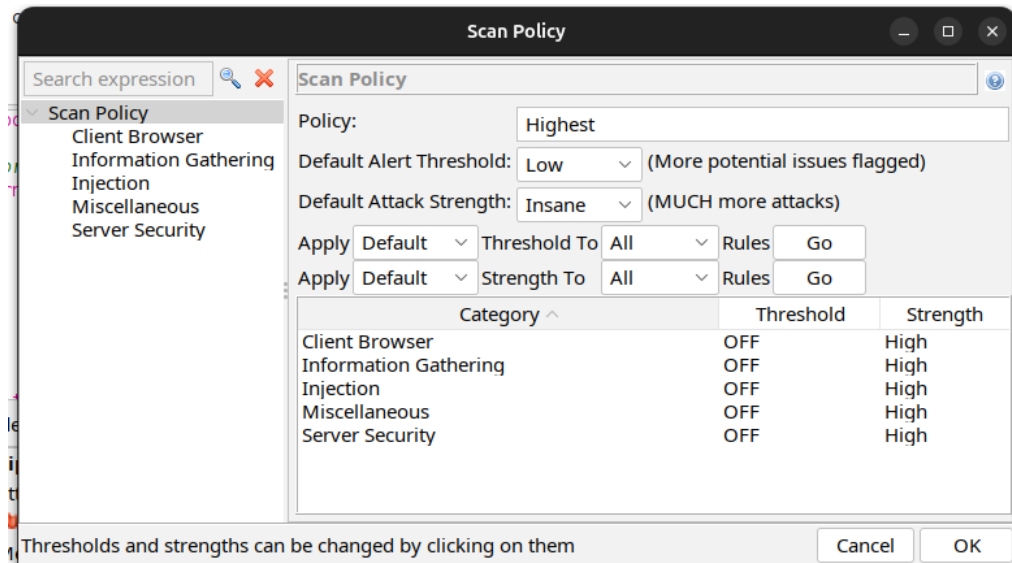 Scan Policy
Search expression
Scan Policy
Scan Policy
Client Browser
Information Gathering
Injection
Miscellaneous
Server Security
Policy: Highest
Default Alert Threshold: Low (More potential issues flagged)
Default Attack Strength: Insane (MUCH more attacks)
Apply Default Threshold To All Rules Go
Apply Default Strength To All Rules Go
Category Threshold Strength
Client Browser OFF High
Information Gathering OFF High
Injection OFF High
Miscellaneous OFF High
Server Security OFF High
Thresholds and strengths can be changed by clicking on them
Cancel OK